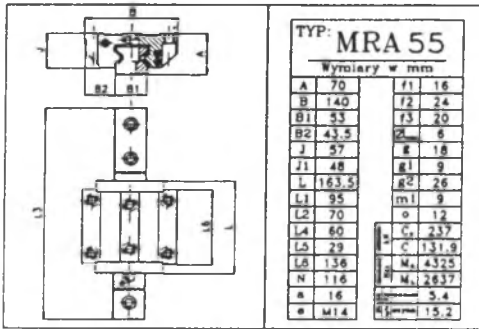 B
J
A
B2 B1
L3
L6
L
TYP: MRA 55
Wymiary w mm
A 70 f1 16
B 140 f2 24
B1 53 f3 20
B2 43.5 6
J 57 g 18
J1 48 g1 9
L 163.5 g2 26
L1 95 m1 9
L2 70 o 12
L4 60 C. 237
L5 29 C 131.9
L6 136 4325
N 116 2637
a 16 5.4
e M14 15.2